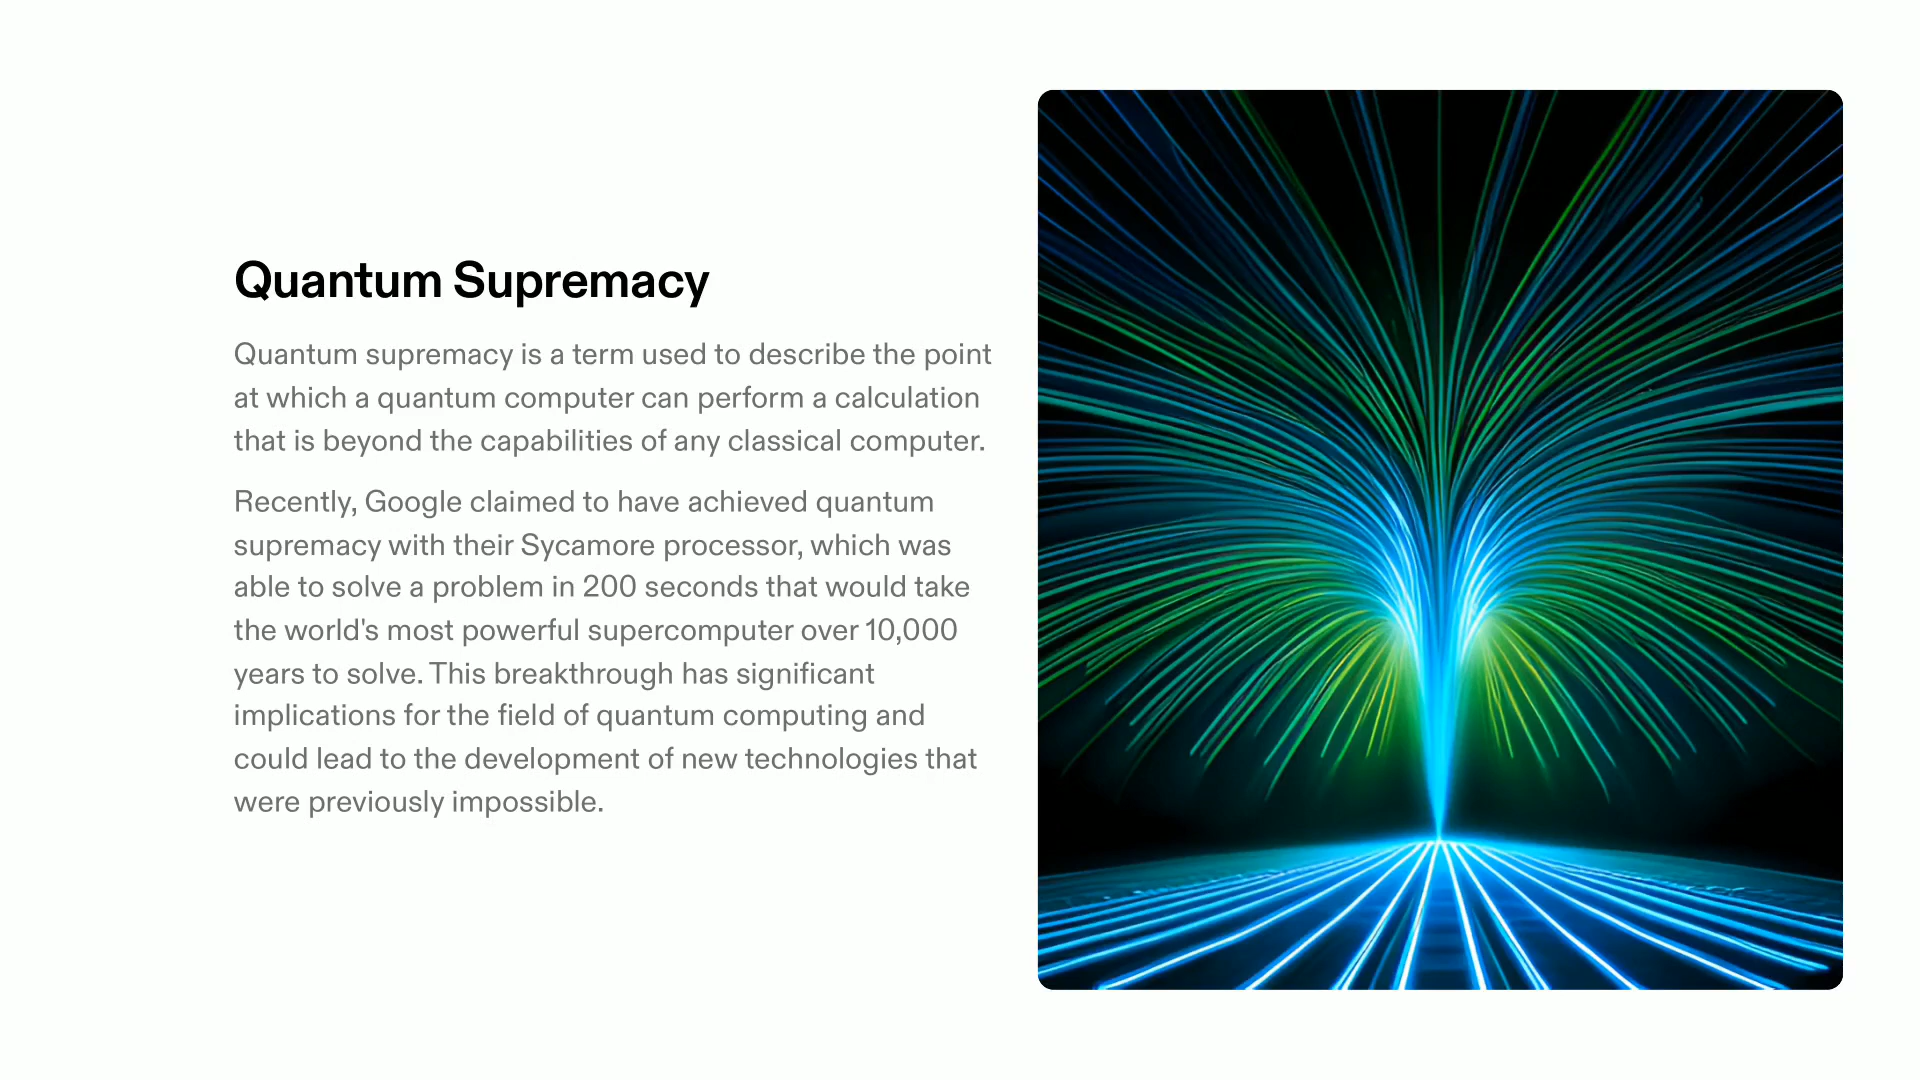 Quantum Supremacy
Quantum supremacy is a term used to describe the point
at which a quantum computer can perform a calculation
that is beyond the capabilities of any classical computer.
Recently, Google claimed to have achieved quantum
supremacy with their Sycamore processor, which was
able to solve a problem in 200 seconds that would take
the world's most powerful supercomputer over 10,000
years to solve. This breakthrough has significant
implications for the field of quantum computing and
could lead to the development of new technologies that
were previously impossible.